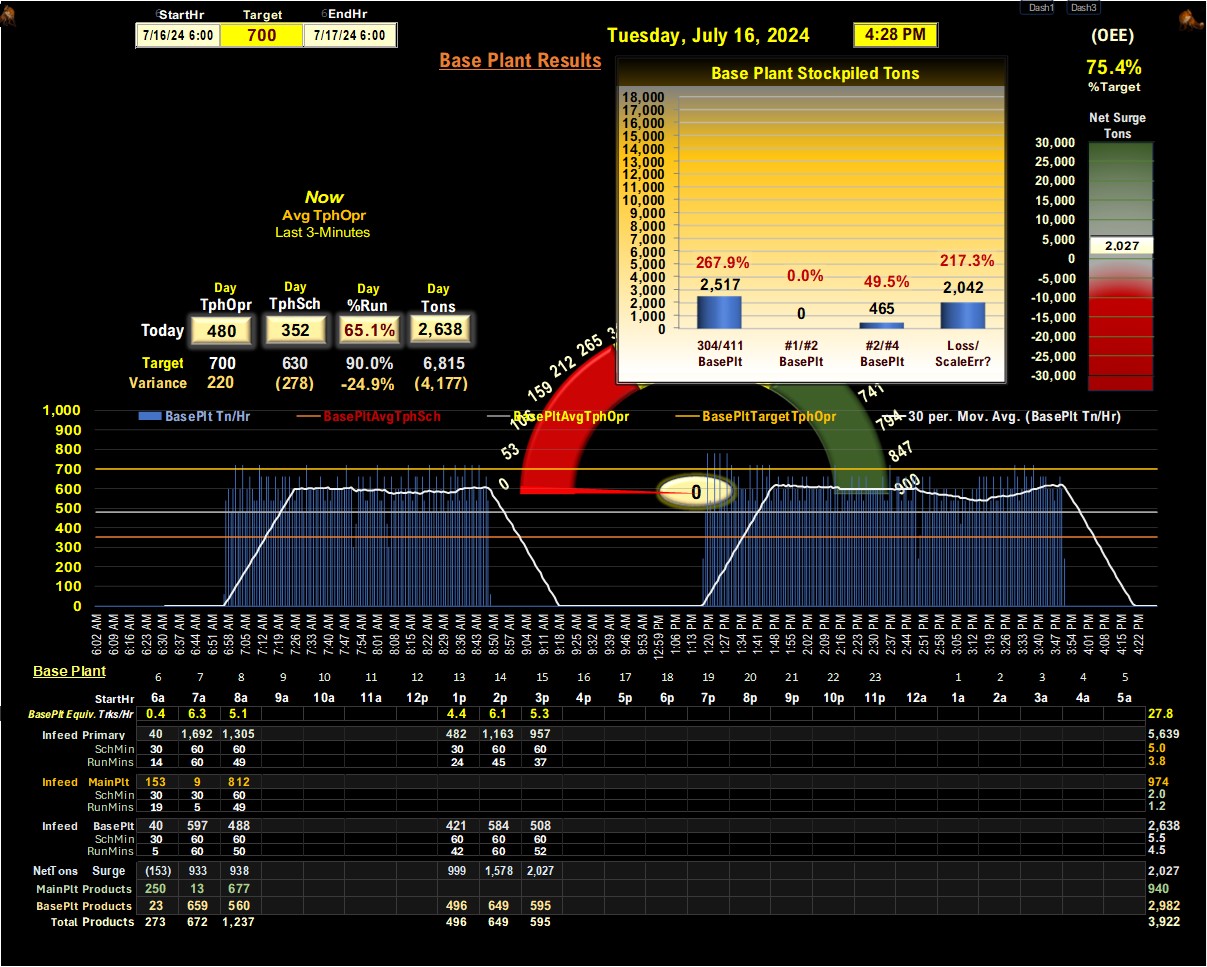 Dash1 Dash3
6StartHr Target 6EndHr
7/16/24 6:00 700 7/17/24 6:00
Tuesday, July 16, 2024 4:28 PM
(OEE)
75.4%
%Target
Base Plant Results
Base Plant Stockpiled Tons
18,000
17,000
16,000
15,000
14,000
13,000
12,000
11,000
10,000
9,000
8,000
7,000
6,000
5,000
4,000
3,000
2,000
1,000
0
267.9% 0.0% 49.5% 217.3%
2,517 0 465 2,042
304/411 #1/#2 #2/#4 Loss/
BasePlt BasePlt BasePlt ScaleErr?
Net Surge
Tons
30,000
25,000
20,000
15,000
10,000
5,000
0
-5,000
-10,000
-15,000
-20,000
-25,000
-30,000
2,027
Now
Avg TphOpr
Last 3-Minutes
Day Day Day Day
TphOpr TphSch %Run Tons
Today 480 352 65.1% 2,638
Target 700 630 90.0% 6,815
Variance 220 (278) -24.9% (4,177)
0 53 106 159 212 265 741 794 847 900
0
BasePlt Tn/Hr BasePltAvgTphSch BasePltAvgTphOpr BasePltTargetTphOpr 30 per. Mov. Avg. (BasePlt Tn/Hr)
1,000
900
800
700
600
500
400
300
200
100
0
6:02 AM 6:09 AM 6:16 AM 6:23 AM 6:30 AM 6:37 AM 6:44 AM 6:51 AM 6:58 AM 7:05 AM 7:12 AM 7:19 AM 7:26 AM 7:33 AM 7:40 AM 7:47 AM 7:54 AM 8:01 AM 8:08 AM 8:15 AM 8:22 AM 8:29 AM 8:36 AM 8:43 AM 8:50 AM 8:57 AM 9:04 AM 9:11 AM 9:18 AM 9:25 AM 9:32 AM 9:39 AM 9:46 AM 9:53 AM 12:59 PM 1:06 PM 1:13 PM 1:20 PM 1:27 PM 1:34 PM 1:41 PM 1:48 PM 1:55 PM 2:02 PM 2:09 PM 2:16 PM 2:23 PM 2:30 PM 2:37 PM 2:44 PM 2:51 PM 2:58 PM 3:05 PM 3:12 PM 3:19 PM 3:26 PM 3:33 PM 3:40 PM 3:47 PM 3:54 PM 4:01 PM 4:08 PM 4:15 PM 4:22 PM
Base Plant
6 7 8 9 10 11 12 13 14 15 16 17 18 19 20 21 22 23 1 2 3 4 5
StartHr 6a 7a 8a 9a 10a 11a 12p 1p 2p 3p 4p 5p 6p 7p 8p 9p 10p 11p 12a 1a 2a 3a 4a 5a
BasePlt Equiv. Trks/Hr 0.4 6.3 5.1 4.4 6.1 5.3 27.8
Infeed Primary 40 1,692 1,305 482 1,163 957 5,639
SchMin 30 60 60 30 60 60 5.0
RunMins 14 60 49 24 45 37 3.8
Infeed MainPlt 153 9 812 974
SchMin 30 30 60 2.0
RunMins 19 5 49 1.2
Infeed BasePlt 40 597 488 421 584 508 2,638
SchMin 30 60 60 60 60 60 5.5
RunMins 5 60 50 42 60 52 4.5
NetTons Surge (153) 933 938 999 1,578 2,027 2,027
MainPlt Products 250 13 677 940
BasePlt Products 23 659 560 496 649 595 2,982
Total Products 273 672 1,237 496 649 595 3,922